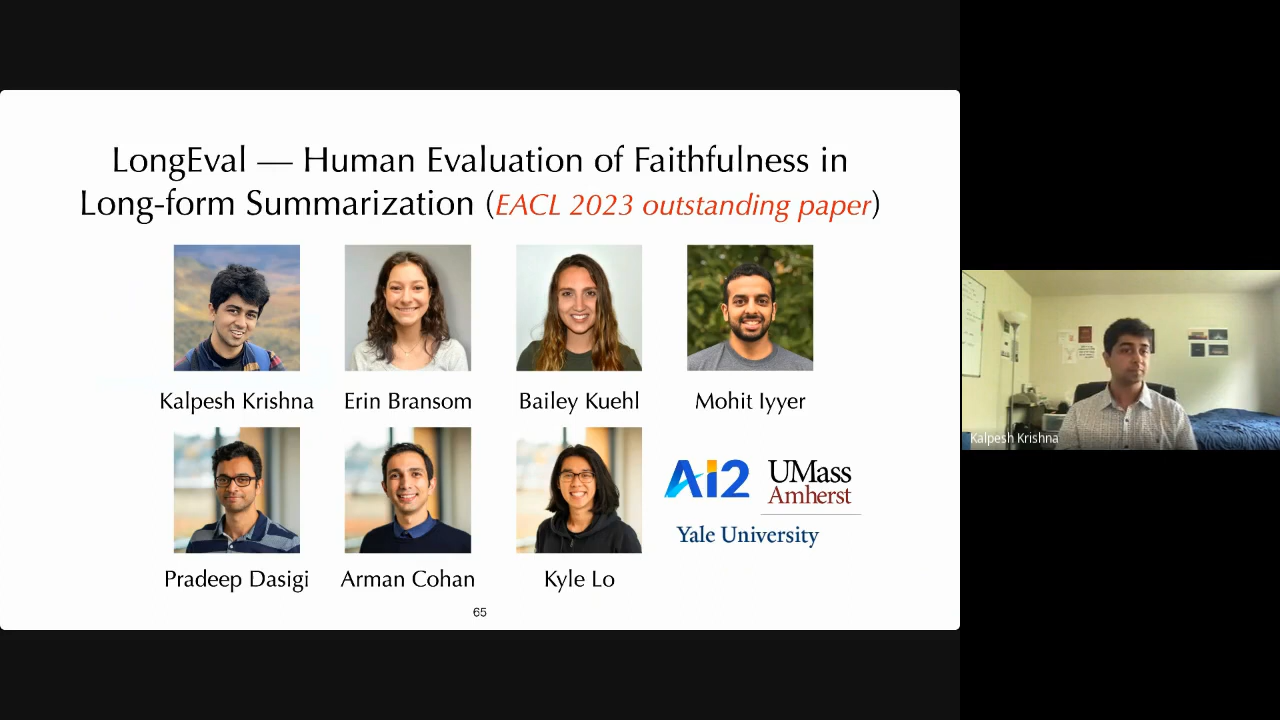 LongEval — Human Evaluation of Faithfulness in
Long-form Summarization (EACL 2023 outstanding paper)
Kalpesh Krishna
Erin Bransom
Bailey Kuehl
Mohit Iyyer
Ai2
UMass
Amherst
Yale University
Pradeep Dasigi
Arman Cohan
Kyle Lo
65
Kalpesh Krishna